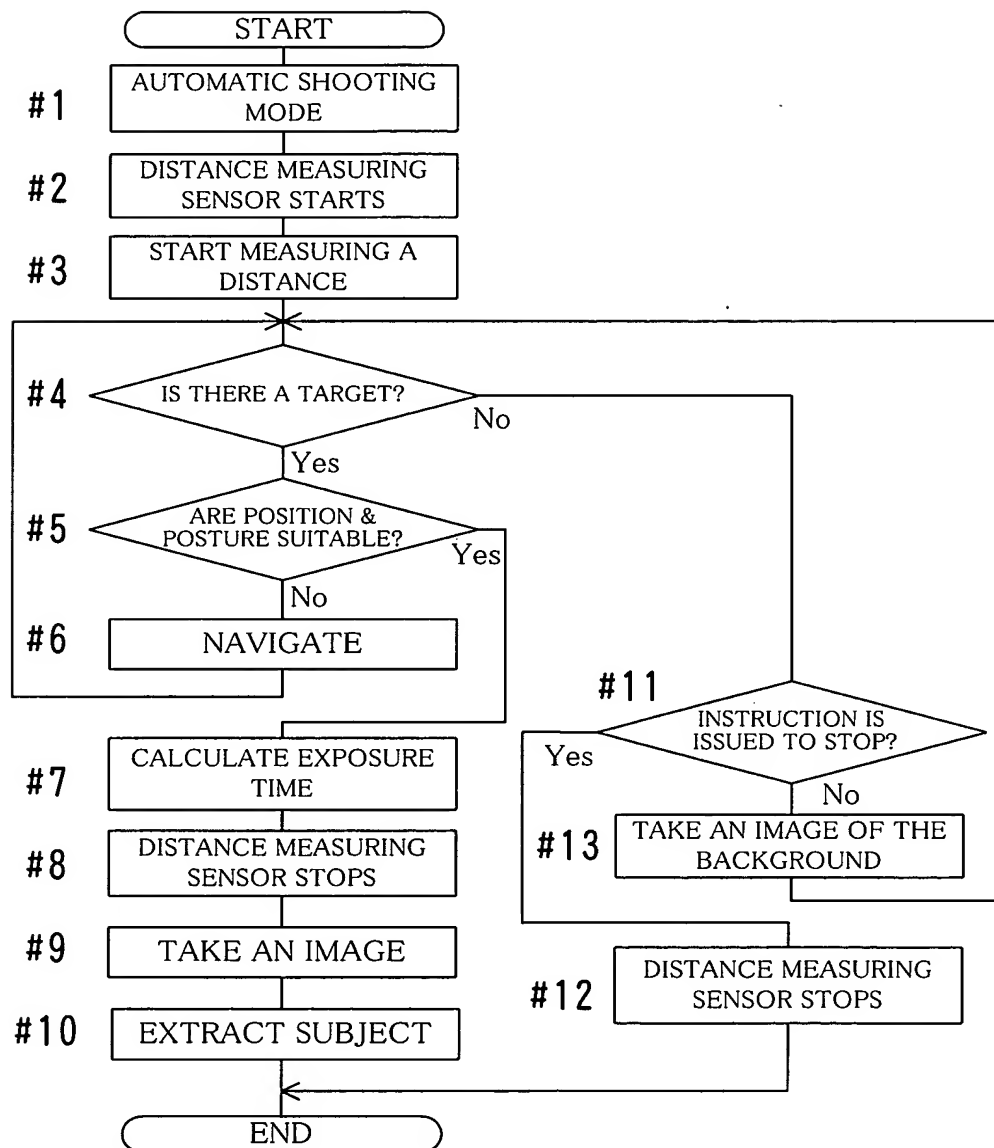 START
#1
AUTOMATIC SHOOTING
MODE
#2
DISTANCE MEASURING
SENSOR STARTS
#3
START MEASURING A
DISTANCE
#4
IS THERE A TARGET?
No
Yes
#5
ARE POSITION &
POSTURE SUITABLE?
Yes
No
#6
NAVIGATE
#11
INSTRUCTION IS
ISSUED TO STOP?
Yes
No
#7
CALCULATE EXPOSURE
TIME
#13
TAKE AN IMAGE OF THE
BACKGROUND
#8
DISTANCE MEASURING
SENSOR STOPS
#9
TAKE AN IMAGE
#12
DISTANCE MEASURING
SENSOR STOPS
#10
EXTRACT SUBJECT
END